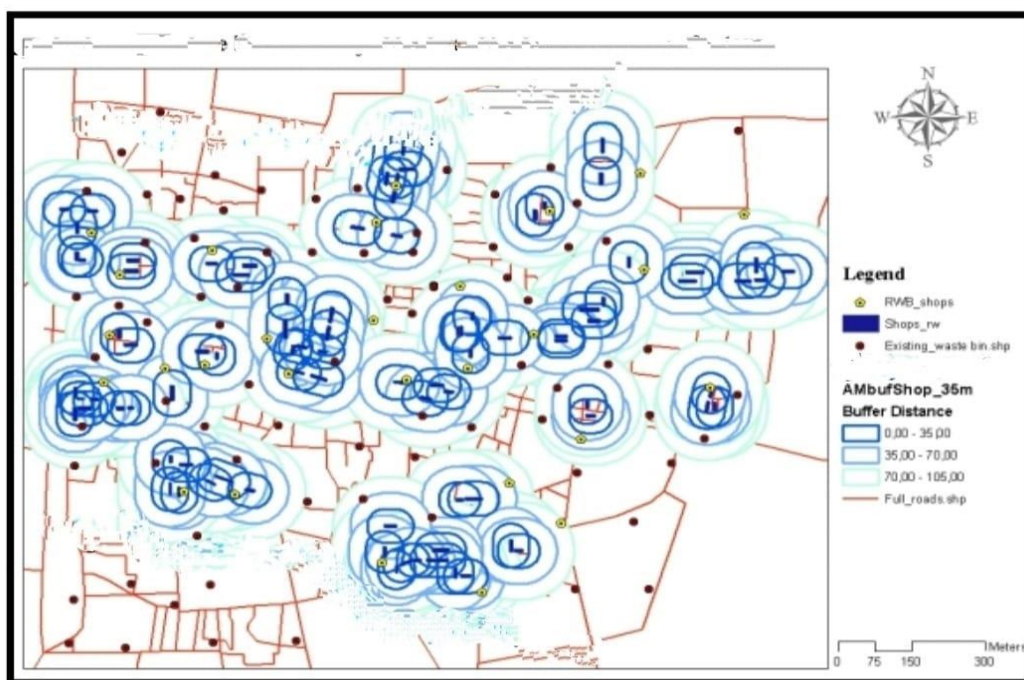 N
W E
S
Legend
RWB_shops
Shops_rw
Existing_waste bin.shp
AMbufShop_35m
Buffer Distance
0,00 - 35,00
35,00 - 70,00
70,00 - 105,00
Full_roads.shp
Meters
0 75 150 300